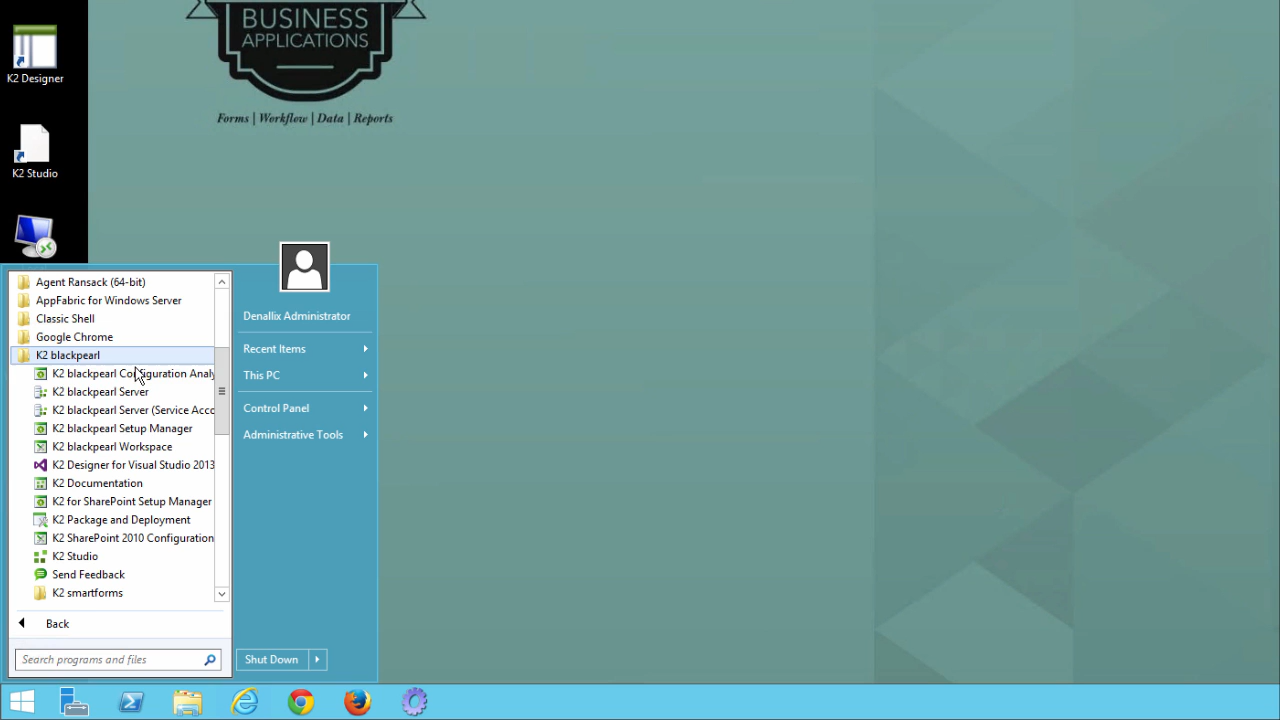 BUSINESS
APPLICATIONS
Forms | Workflow | Data | Reports
K2 Designer
K2 Studio
Agent Ransack (64-bit)
AppFabric for Windows Server
Classic Shell
Google Chrome
K2 blackpearl
K2 blackpearl Configuration Analy
K2 blackpearl Server
K2 blackpearl Server (Service Acco
K2 blackpearl Setup Manager
K2 blackpearl Workspace
K2 Designer for Visual Studio 2013
K2 Documentation
K2 for SharePoint Setup Manager
K2 Package and Deployment
K2 SharePoint 2010 Configuration
K2 Studio
Send Feedback
K2 smartforms
Back
Search programs and files
Denallix Administrator
Recent Items
This PC
Control Panel
Administrative Tools
Shut Down